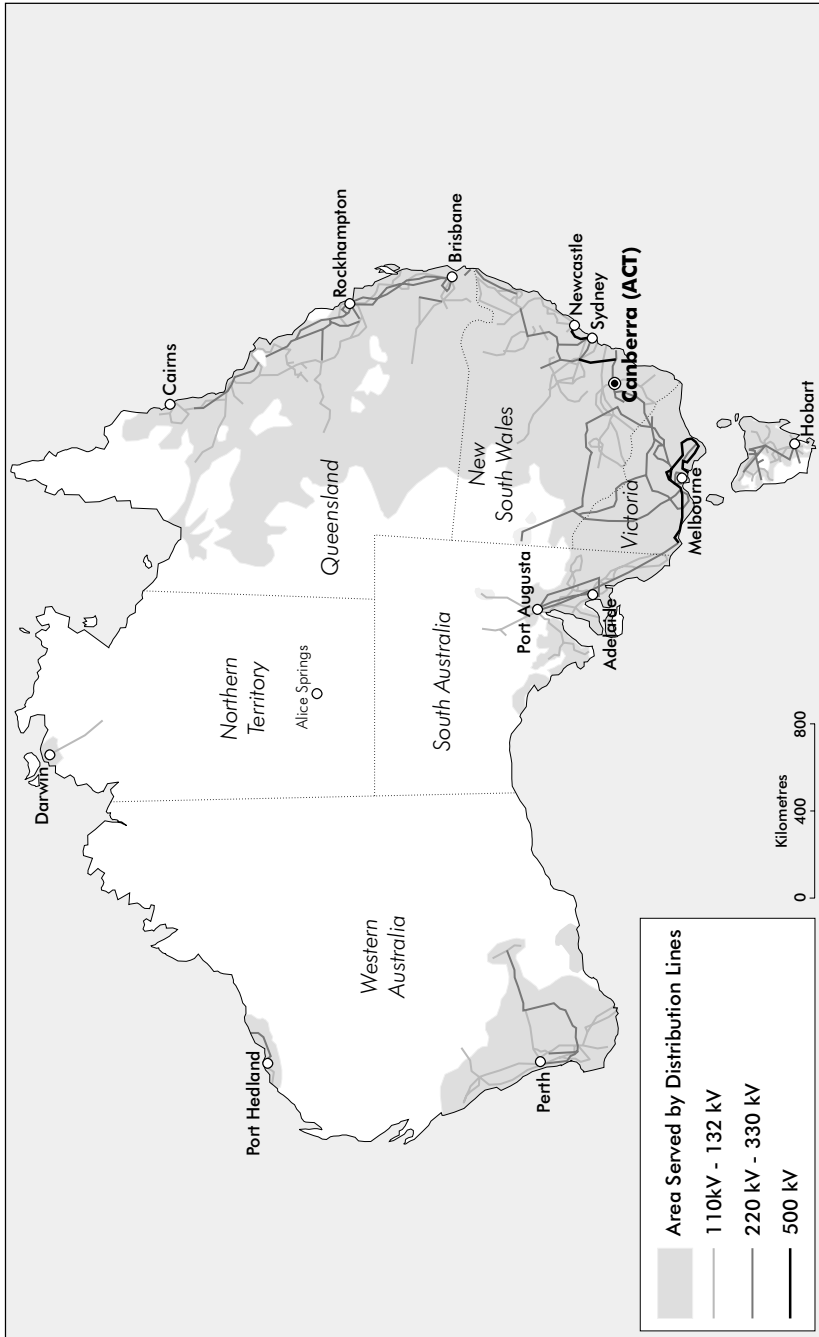 Darwin
Northern
Territory
Alice Springs
Port Hedland
Western
Australia
Perth
South Australia
Port Augusta
Adelaide
Cairns
Queensland
Rockhampton
Brisbane
New
South Wales
Newcastle
Sydney
Canberra (ACT)
Victoria
Melbourne
Hobart
Kilometres
0 400 800
Area Served by Distribution Lines
110kV - 132 kV
220 kV - 330 kV
500 kV